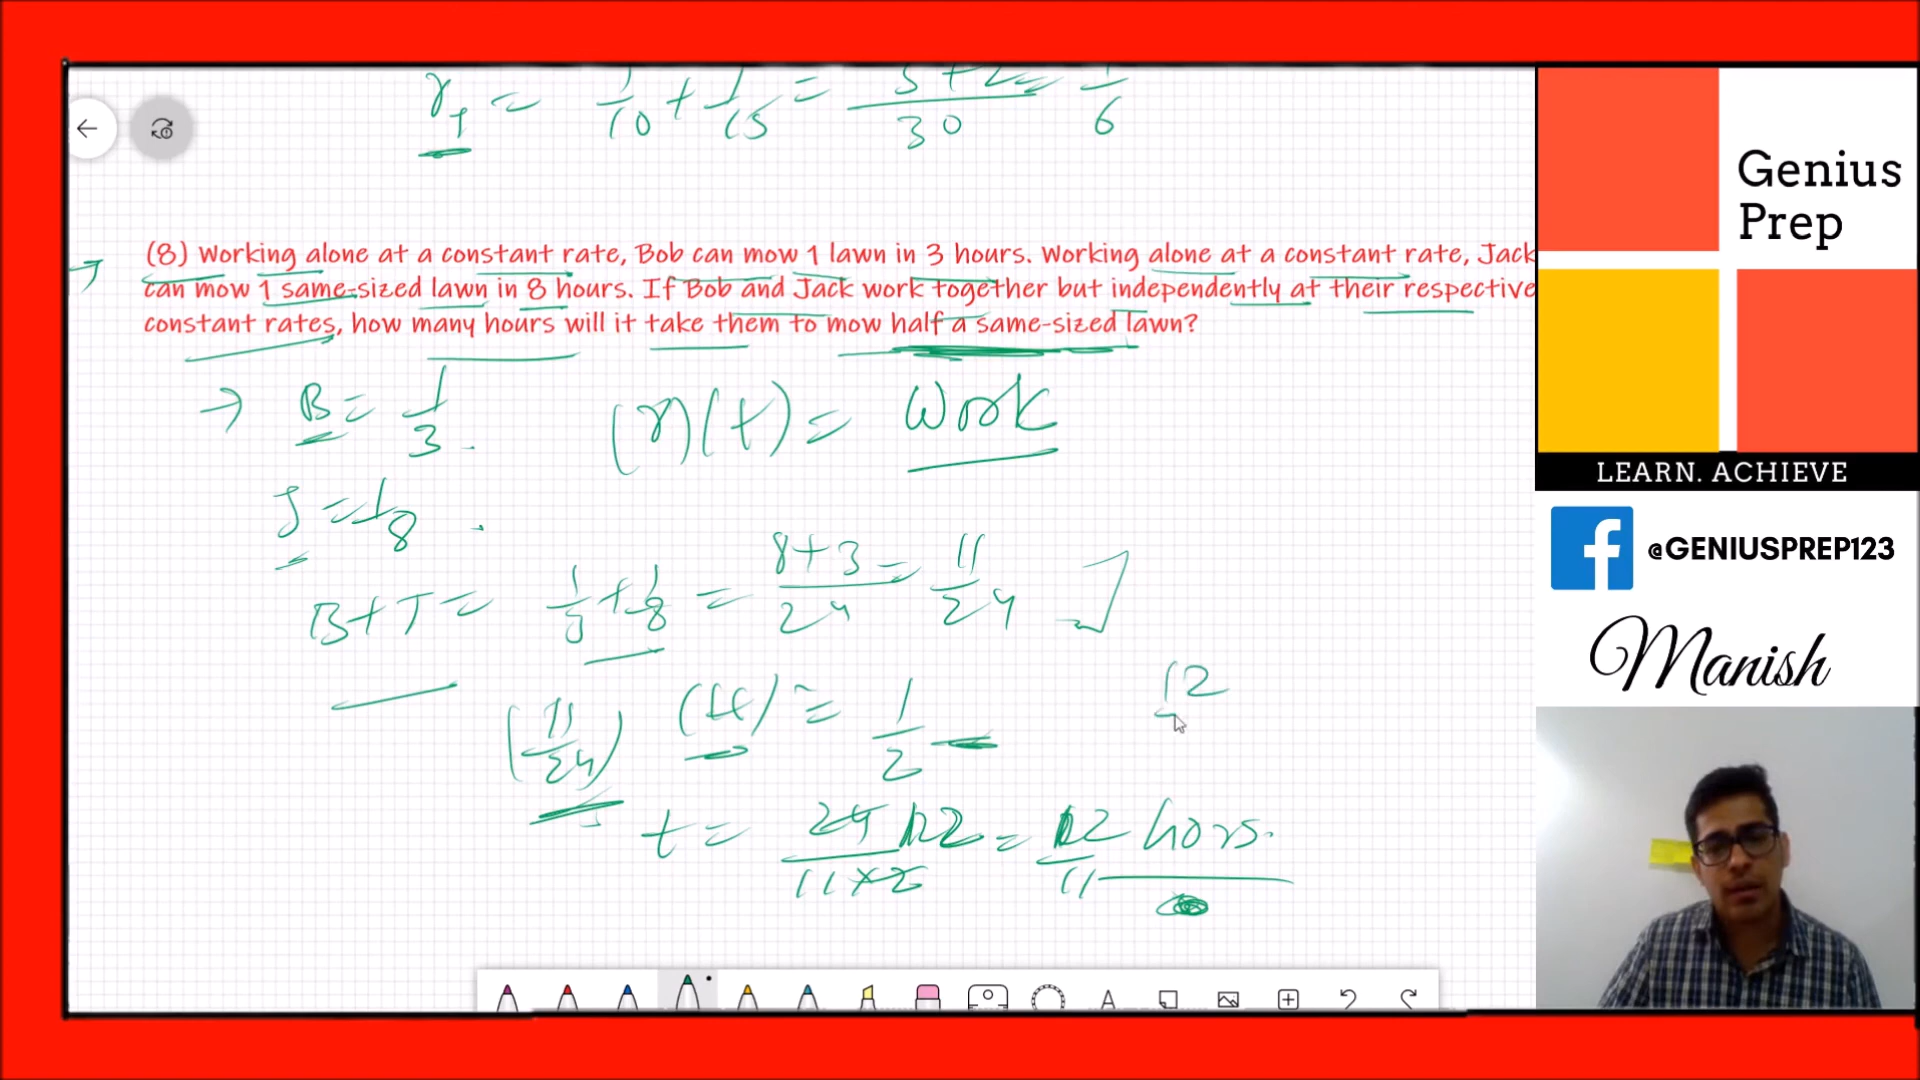 r₁ = 1/10 + 1/15 = 3+2/30 = 1/6
(8) Working alone at a constant rate, Bob can mow 1 lawn in 3 hours. Working alone at a constant rate, Jack
can mow 1 same-sized lawn in 8 hours. If Bob and Jack work together but independently at their respective
constant rates, how many hours will it take them to mow half a same-sized lawn?
→ B = 1/3 . (r)(t) = Work
J = 1/8 .
B+J = 1/3 + 1/8 = 8+3/24 = 11/24 ]
(11/24) (t) = 1/2
12
t = 24 12/11×2 = 12/11 hors.
Genius
Prep
LEARN. ACHIEVE
f @GENIUSPREP123
Manish
A